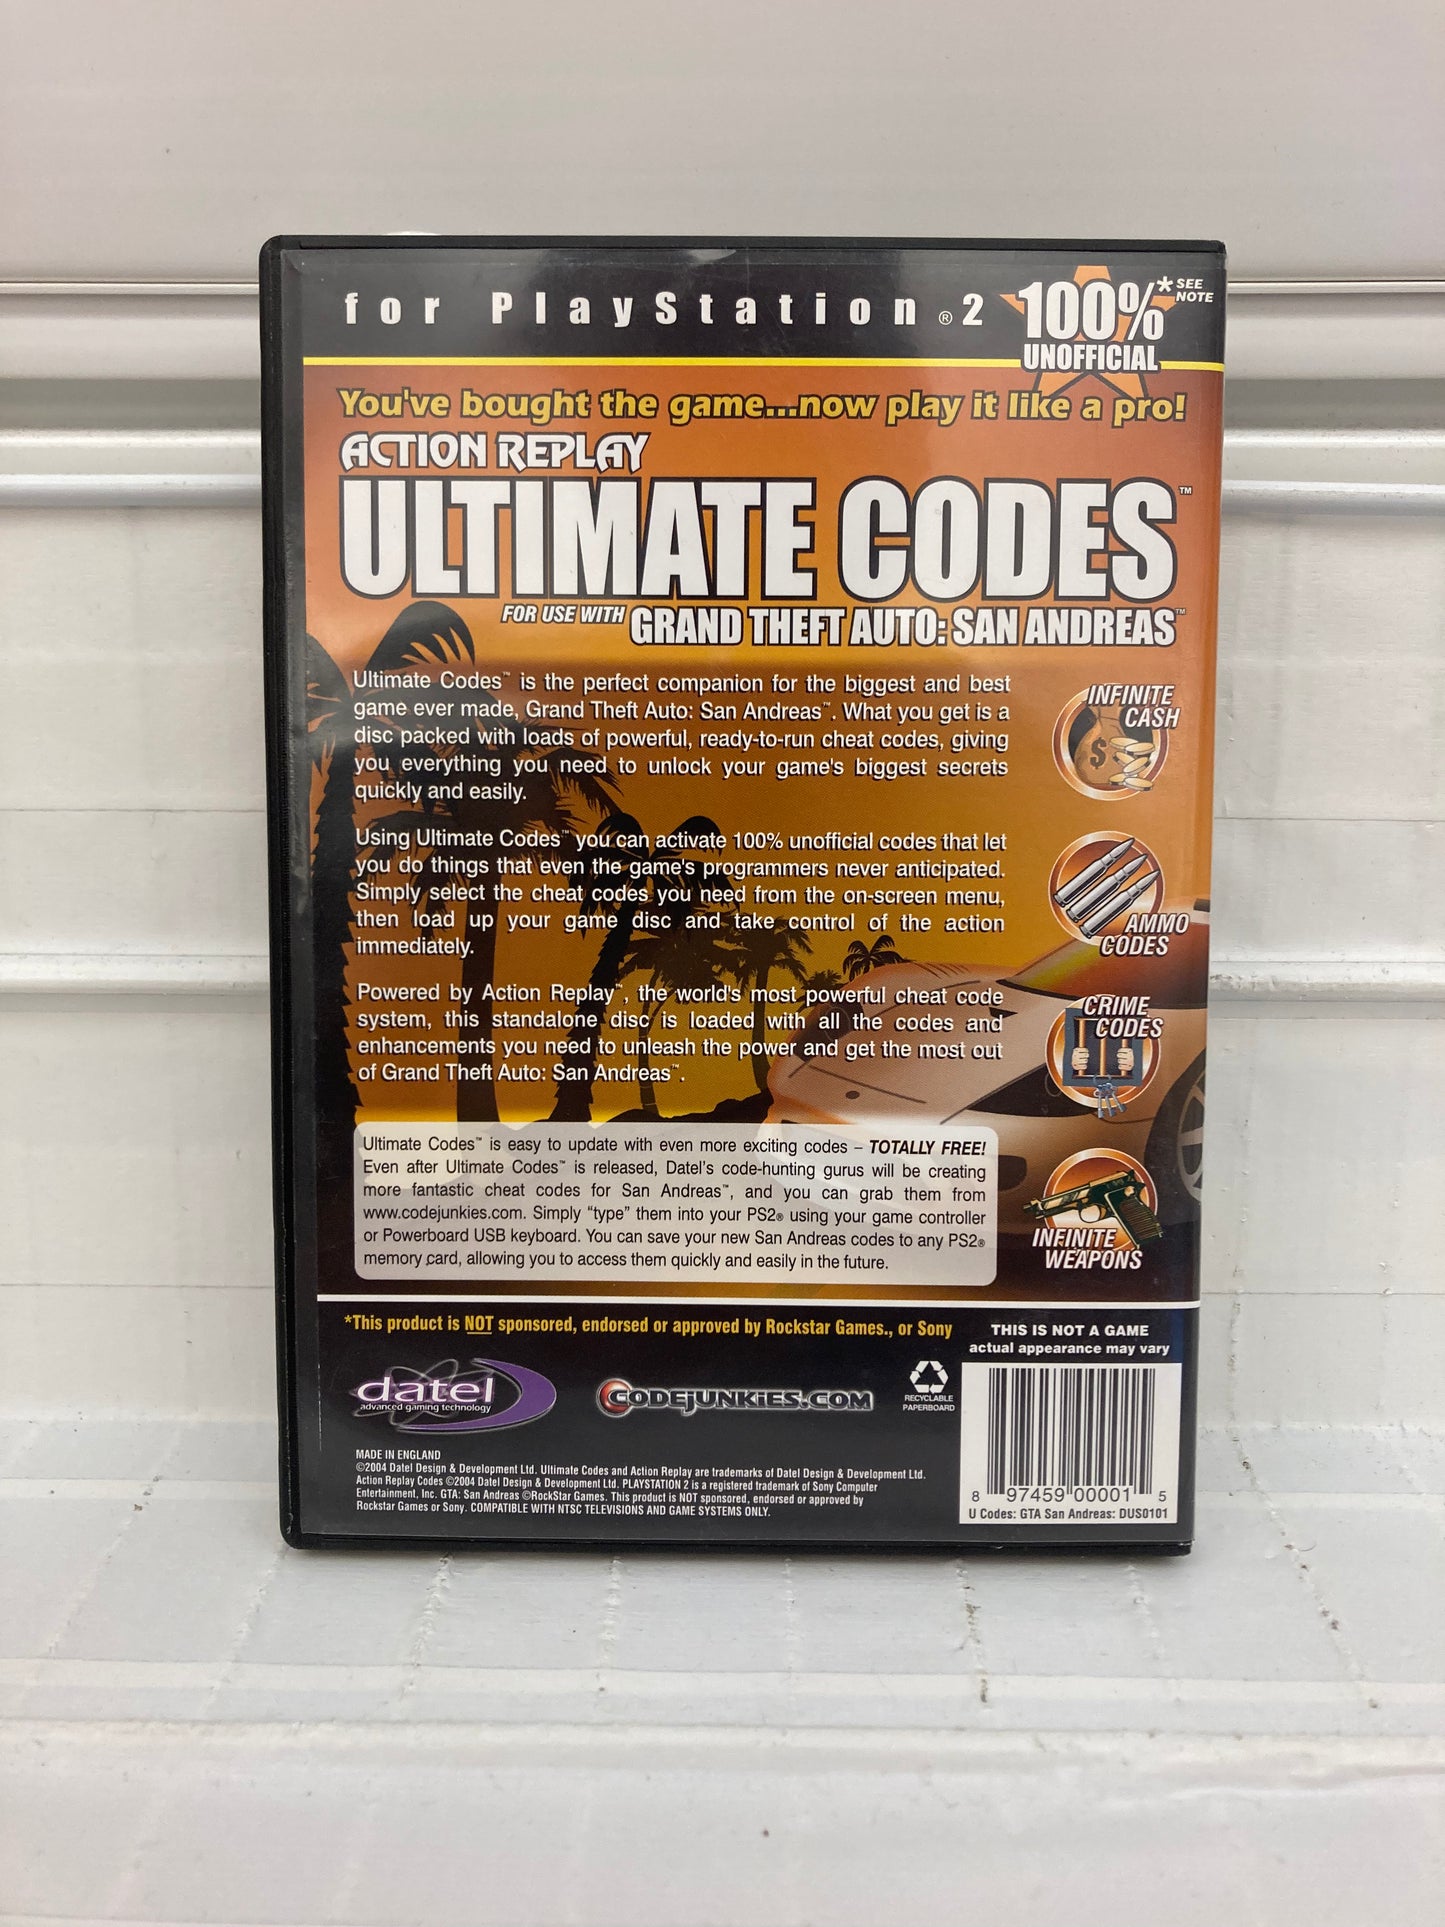 for PlayStation®2
100%* SEE NOTE
UNOFFICIAL
You've bought the game...now play it like a pro!
ACTION REPLAY
ULTIMATE CODES™
FOR USE WITH GRAND THEFT AUTO: SAN ANDREAS™
Ultimate Codes™ is the perfect companion for the biggest and best
game ever made, Grand Theft Auto: San Andreas™. What you get is a
disc packed with loads of powerful, ready-to-run cheat codes, giving
you everything you need to unlock your game's biggest secrets
quickly and easily.
Using Ultimate Codes™ you can activate 100% unofficial codes that let
you do things that even the game's programmers never anticipated.
Simply select the cheat codes you need from the on-screen menu,
then load up your game disc and take control of the action
immediately.
Powered by Action Replay™, the world's most powerful cheat code
system, this standalone disc is loaded with all the codes and
enhancements you need to unleash the power and get the most out
of Grand Theft Auto: San Andreas™.
INFINITE
CASH
$
AMMO
CODES
CRIME
CODES
INFINITE
WEAPONS
Ultimate Codes™ is easy to update with even more exciting codes – TOTALLY FREE!
Even after Ultimate Codes™ is released, Datel's code-hunting gurus will be creating
more fantastic cheat codes for San Andreas™, and you can grab them from
www.codejunkies.com. Simply “type” them into your PS2® using your game controller
or Powerboard USB keyboard. You can save your new San Andreas codes to any PS2®
memory card, allowing you to access them quickly and easily in the future.
*This product is NOT sponsored, endorsed or approved by Rockstar Games., or Sony
THIS IS NOT A GAME
actual appearance may vary
datel
advanced gaming technology
CODEJUNKIES.COM
RECYCLABLE
PAPERBOARD
MADE IN ENGLAND
©2004 Datel Design & Development Ltd. Ultimate Codes and Action Replay are trademarks of Datel Design & Development Ltd.
Action Replay Codes ©2004 Datel Design & Development Ltd. PLAYSTATION 2 is a registered trademark of Sony Computer
Entertainment, Inc. GTA: San Andreas ©RockStar Games. This product is NOT sponsored, endorsed or approved by
Rockstar Games or Sony. COMPATIBLE WITH NTSC TELEVISIONS AND GAME SYSTEMS ONLY.
8 97459 00001 5
U Codes: GTA San Andreas: DUS0101